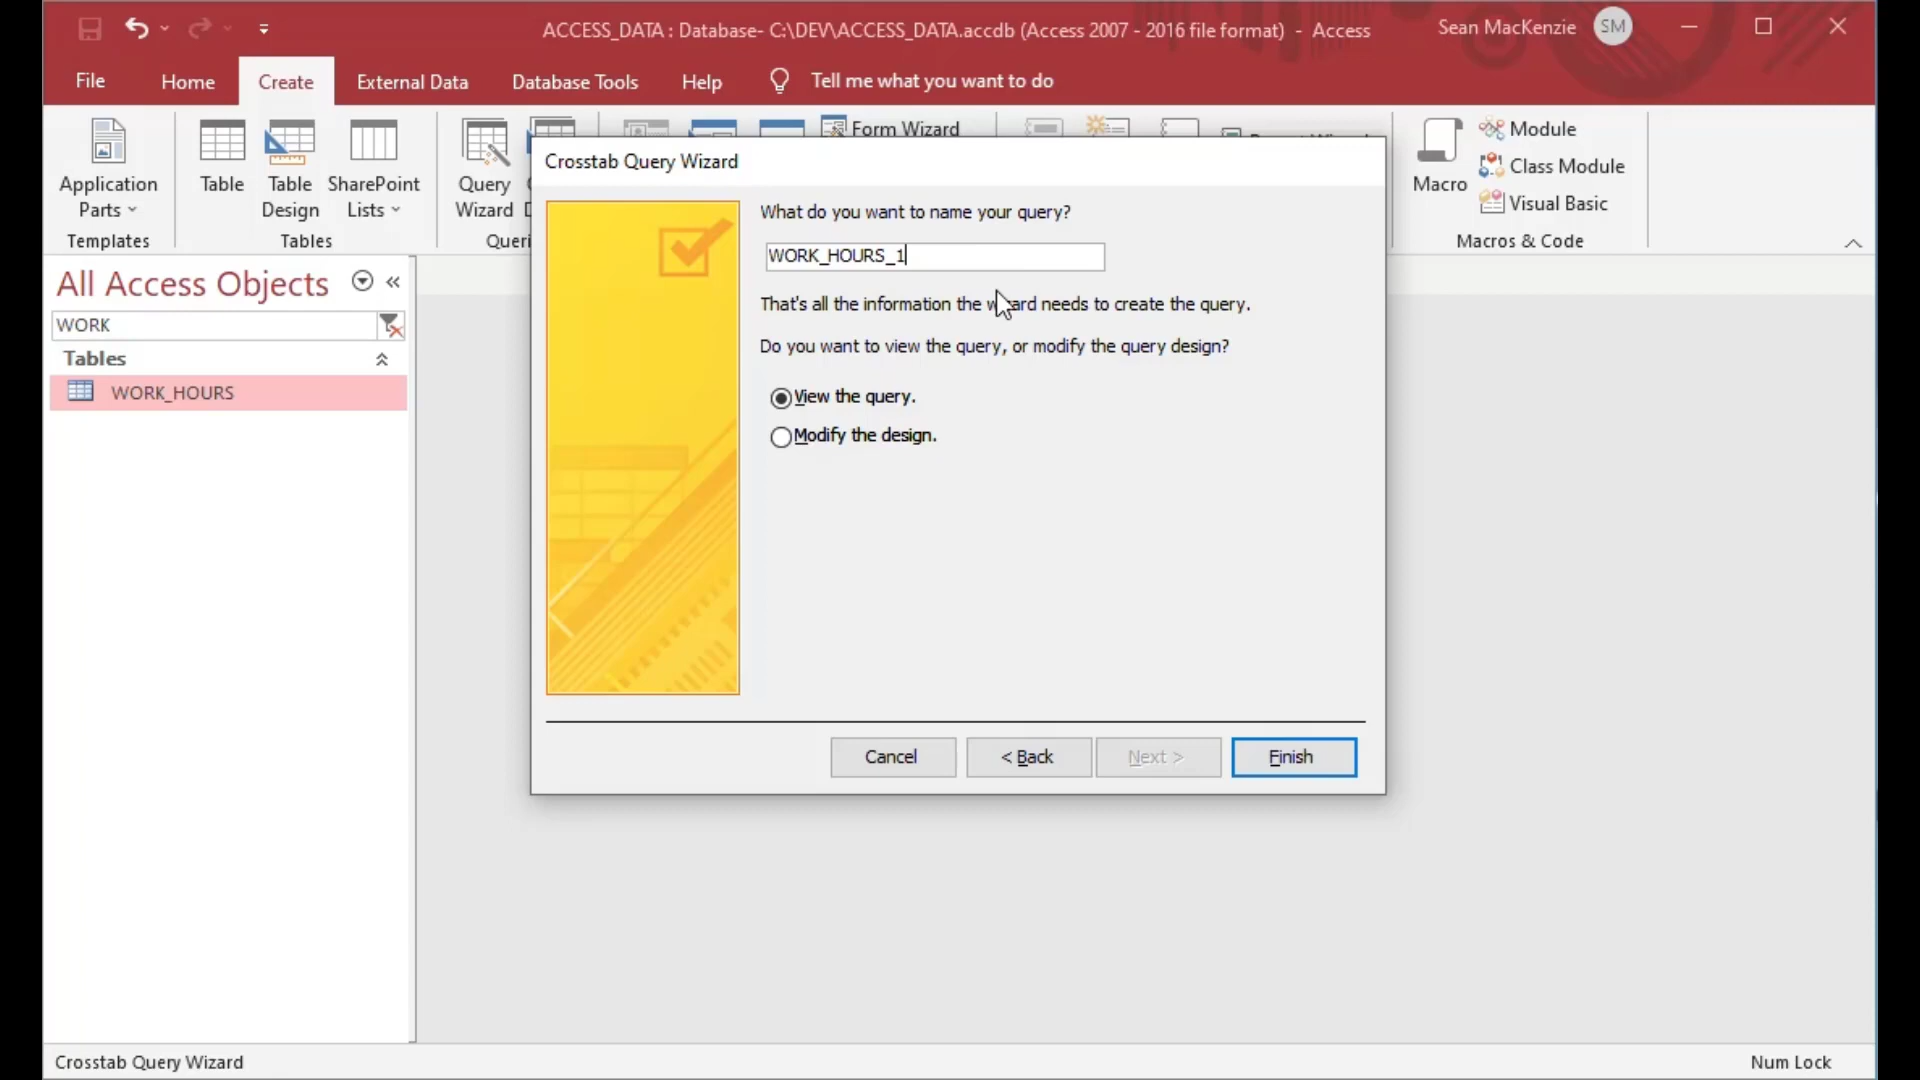 ACCESS_DATA : Database- C:\DEV\ACCESS_DATA.accdb (Access 2007 - 2016 file format) - Access
Sean MacKenzie
SM
File
Home
Create
External Data
Database Tools
Help
Tell me what you want to do
Application
Parts
Templates
Table
Table
Design
SharePoint
Lists
Tables
Query
Wizard
Form Wizard
Macro
Module
Class Module
Visual Basic
Macros & Code
All Access Objects
WORK
Tables
WORK_HOURS
Crosstab Query Wizard
What do you want to name your query?
WORK_HOURS_1
That's all the information the wizard needs to create the query.
Do you want to view the query, or modify the query design?
View the query.
Modify the design.
Cancel
< Back
Next >
Finish
Crosstab Query Wizard
Num Lock